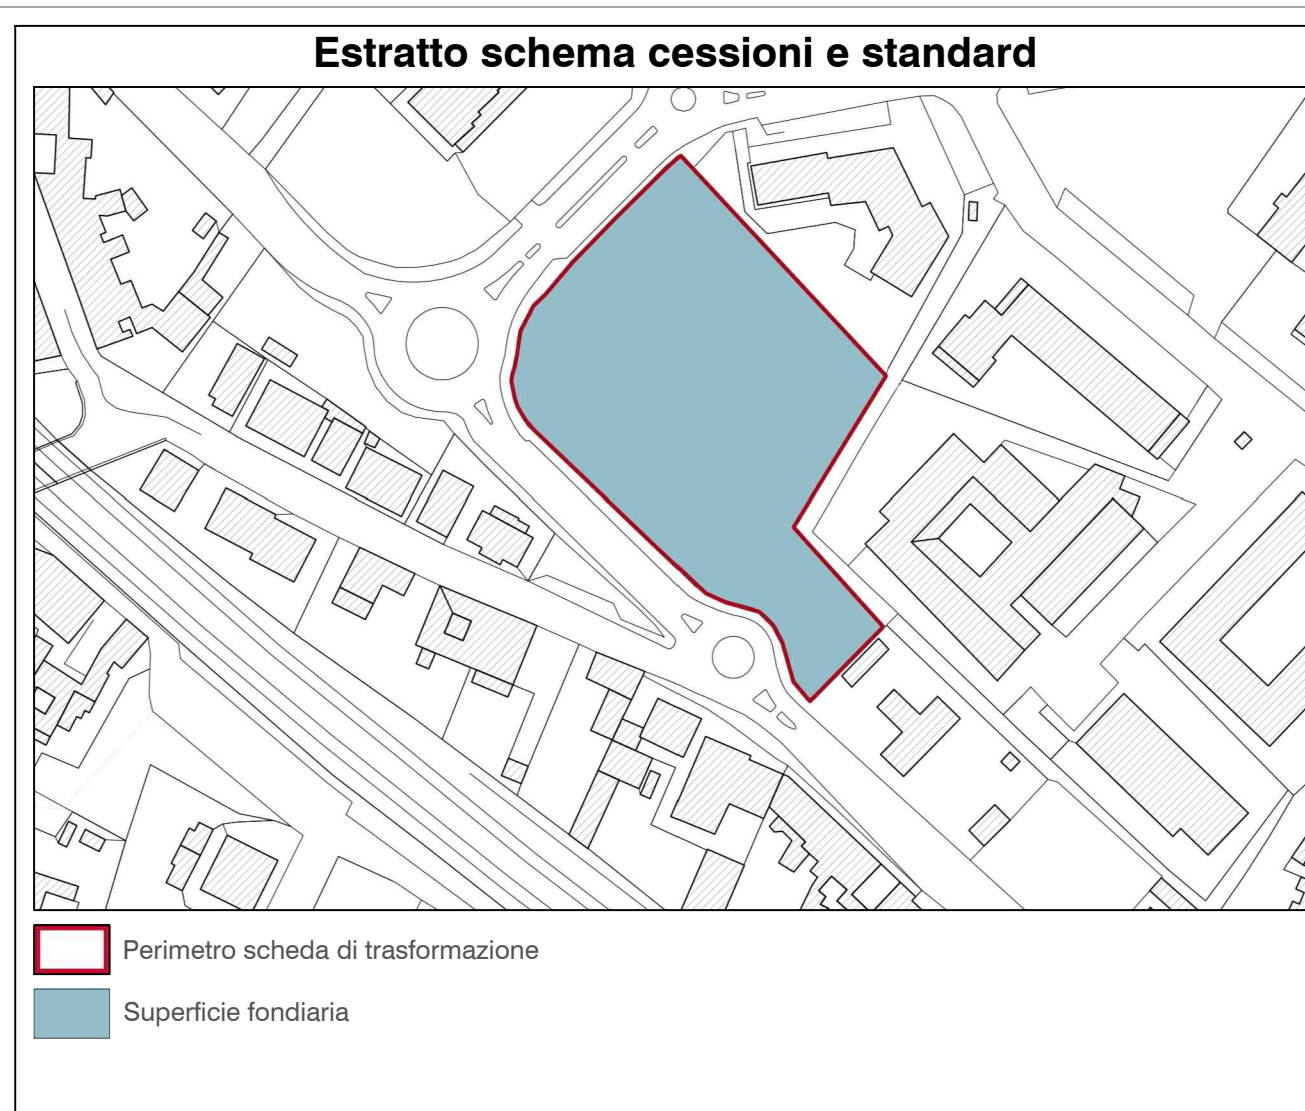 Estratto schema cessioni e standard
Perimetro scheda di trasformazione
Superficie fondiaria